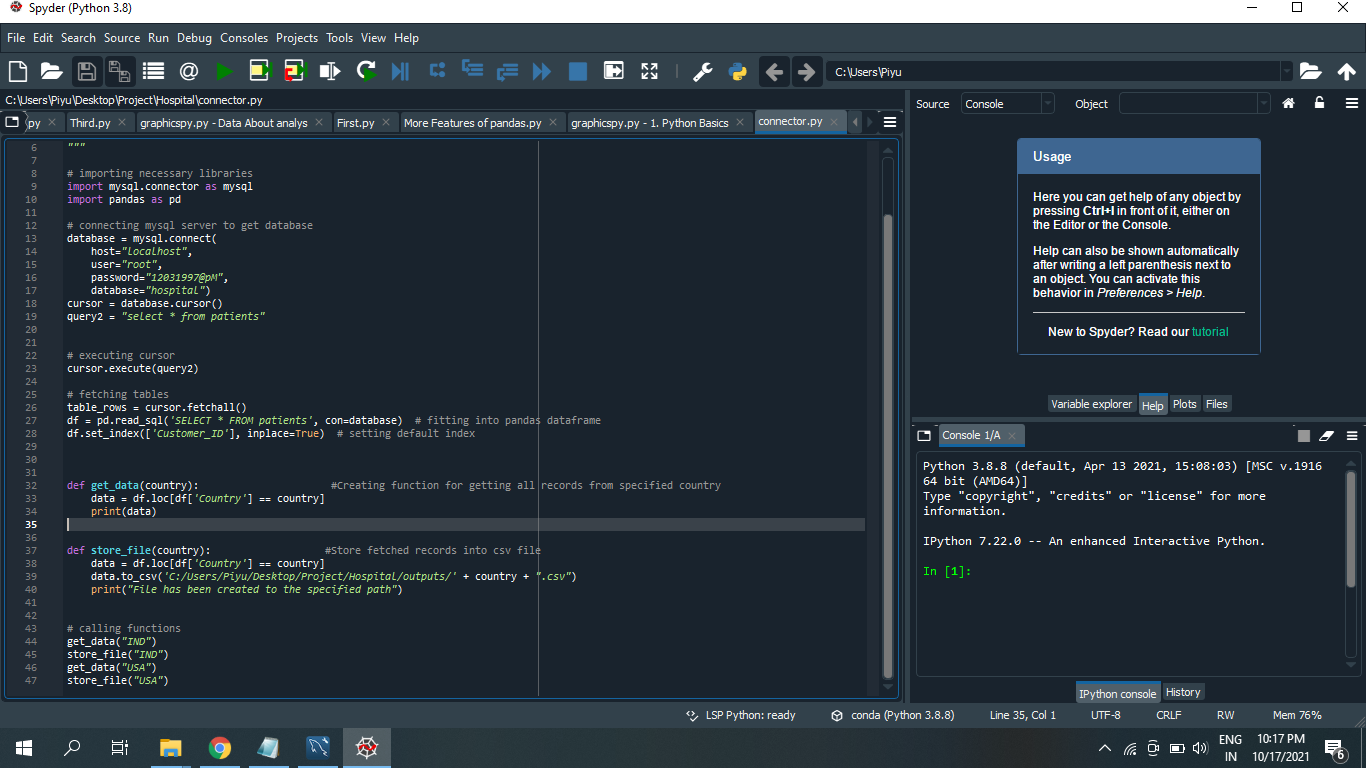 Spyder (Python 3.8)
File Edit Search Source Run Debug Consoles Projects Tools View Help
C:\Users\Piyu
C:\Users\Piyu\Desktop\Project\Hospital\connector.py
py Third.py graphicspy.py - Data About analys First.py More Features of pandas.py graphicspy.py - 1. Python Basics connector.py
6 """
7
8 # importing necessary libraries
9 import mysql.connector as mysql
10 import pandas as pd
11
12 # connecting mysql server to get database
13 database = mysql.connect(
14 host="localhost",
15 user="root",
16 password="12031997@pM",
17 database="hospital")
18 cursor = database.cursor()
19 query2 = "select * from patients"
20
21
22 # executing cursor
23 cursor.execute(query2)
24
25 # fetching tables
26 table_rows = cursor.fetchall()
27 df = pd.read_sql('SELECT * FROM patients', con=database) # fitting into pandas dataframe
28 df.set_index(['Customer_ID'], inplace=True) # setting default index
29
30
31
32 def get_data(country): #Creating function for getting all records from specified country
33 data = df.loc[df['Country'] == country]
34 print(data)
35
36
37 def store_file(country): #Store fetched records into csv file
38 data = df.loc[df['Country'] == country]
39 data.to_csv('C:/Users/Piyu/Desktop/Project/Hospital/outputs/' + country + ".csv")
40 print("File has been created to the specified path")
41
42
43 # calling functions
44 get_data("IND")
45 store_file("IND")
46 get_data("USA")
47 store_file("USA")
Source Console Object
Usage
Here you can get help of any object by
pressing Ctrl+I in front of it, either on
the Editor or the Console.
Help can also be shown automatically
after writing a left parenthesis next to
an object. You can activate this
behavior in Preferences > Help.
New to Spyder? Read our tutorial
Variable explorer Help Plots Files
Console 1/A
Python 3.8.8 (default, Apr 13 2021, 15:08:03) [MSC v.1916
64 bit (AMD64)]
Type "copyright", "credits" or "license" for more
information.
IPython 7.22.0 -- An enhanced Interactive Python.
In [1]:
IPython console History
LSP Python: ready conda (Python 3.8.8) Line 35, Col 1 UTF-8 CRLF RW Mem 76%
ENG
IN
10:17 PM
10/17/2021
6